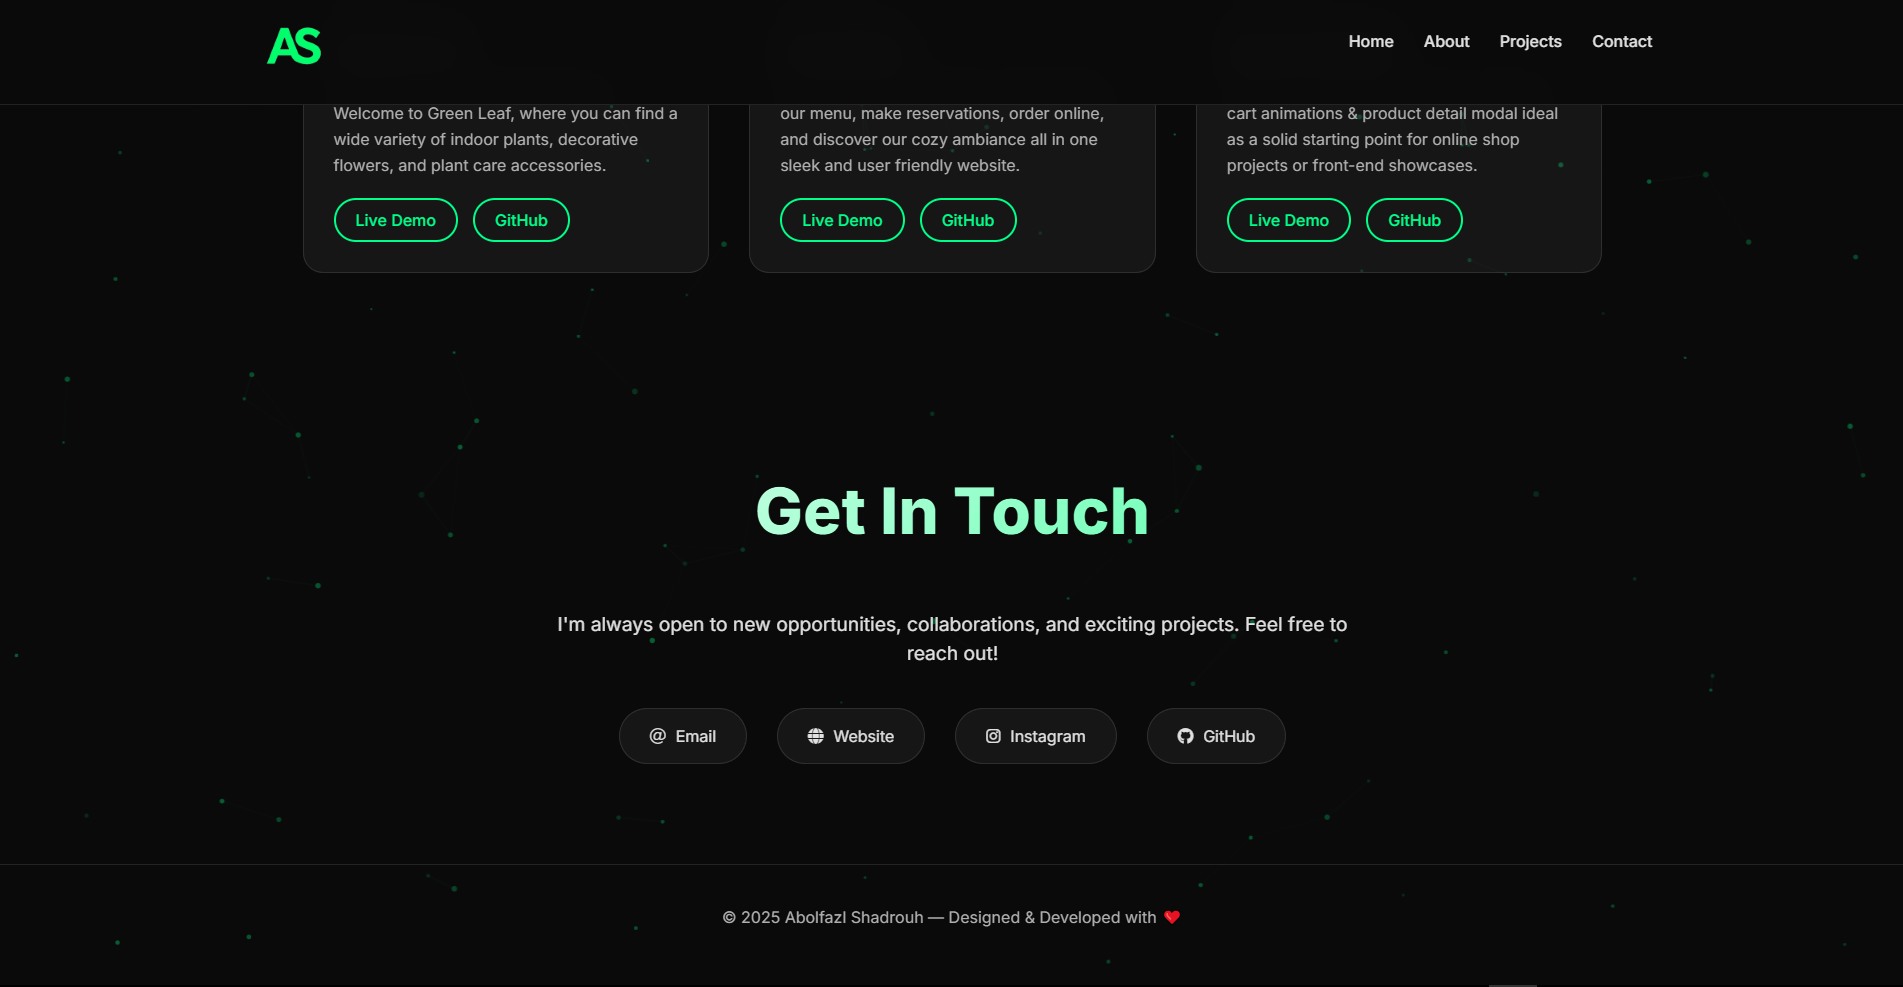 AS
Home About Projects Contact
Welcome to Green Leaf, where you can find a
wide variety of indoor plants, decorative
flowers, and plant care accessories.
Live Demo GitHub
our menu, make reservations, order online,
and discover our cozy ambiance all in one
sleek and user friendly website.
Live Demo GitHub
cart animations & product detail modal ideal
as a solid starting point for online shop
projects or front-end showcases.
Live Demo GitHub
Get In Touch
I'm always open to new opportunities, collaborations, and exciting projects. Feel free to
reach out!
Email Website Instagram GitHub
© 2025 Abolfazl Shadrouh — Designed & Developed with ❤️